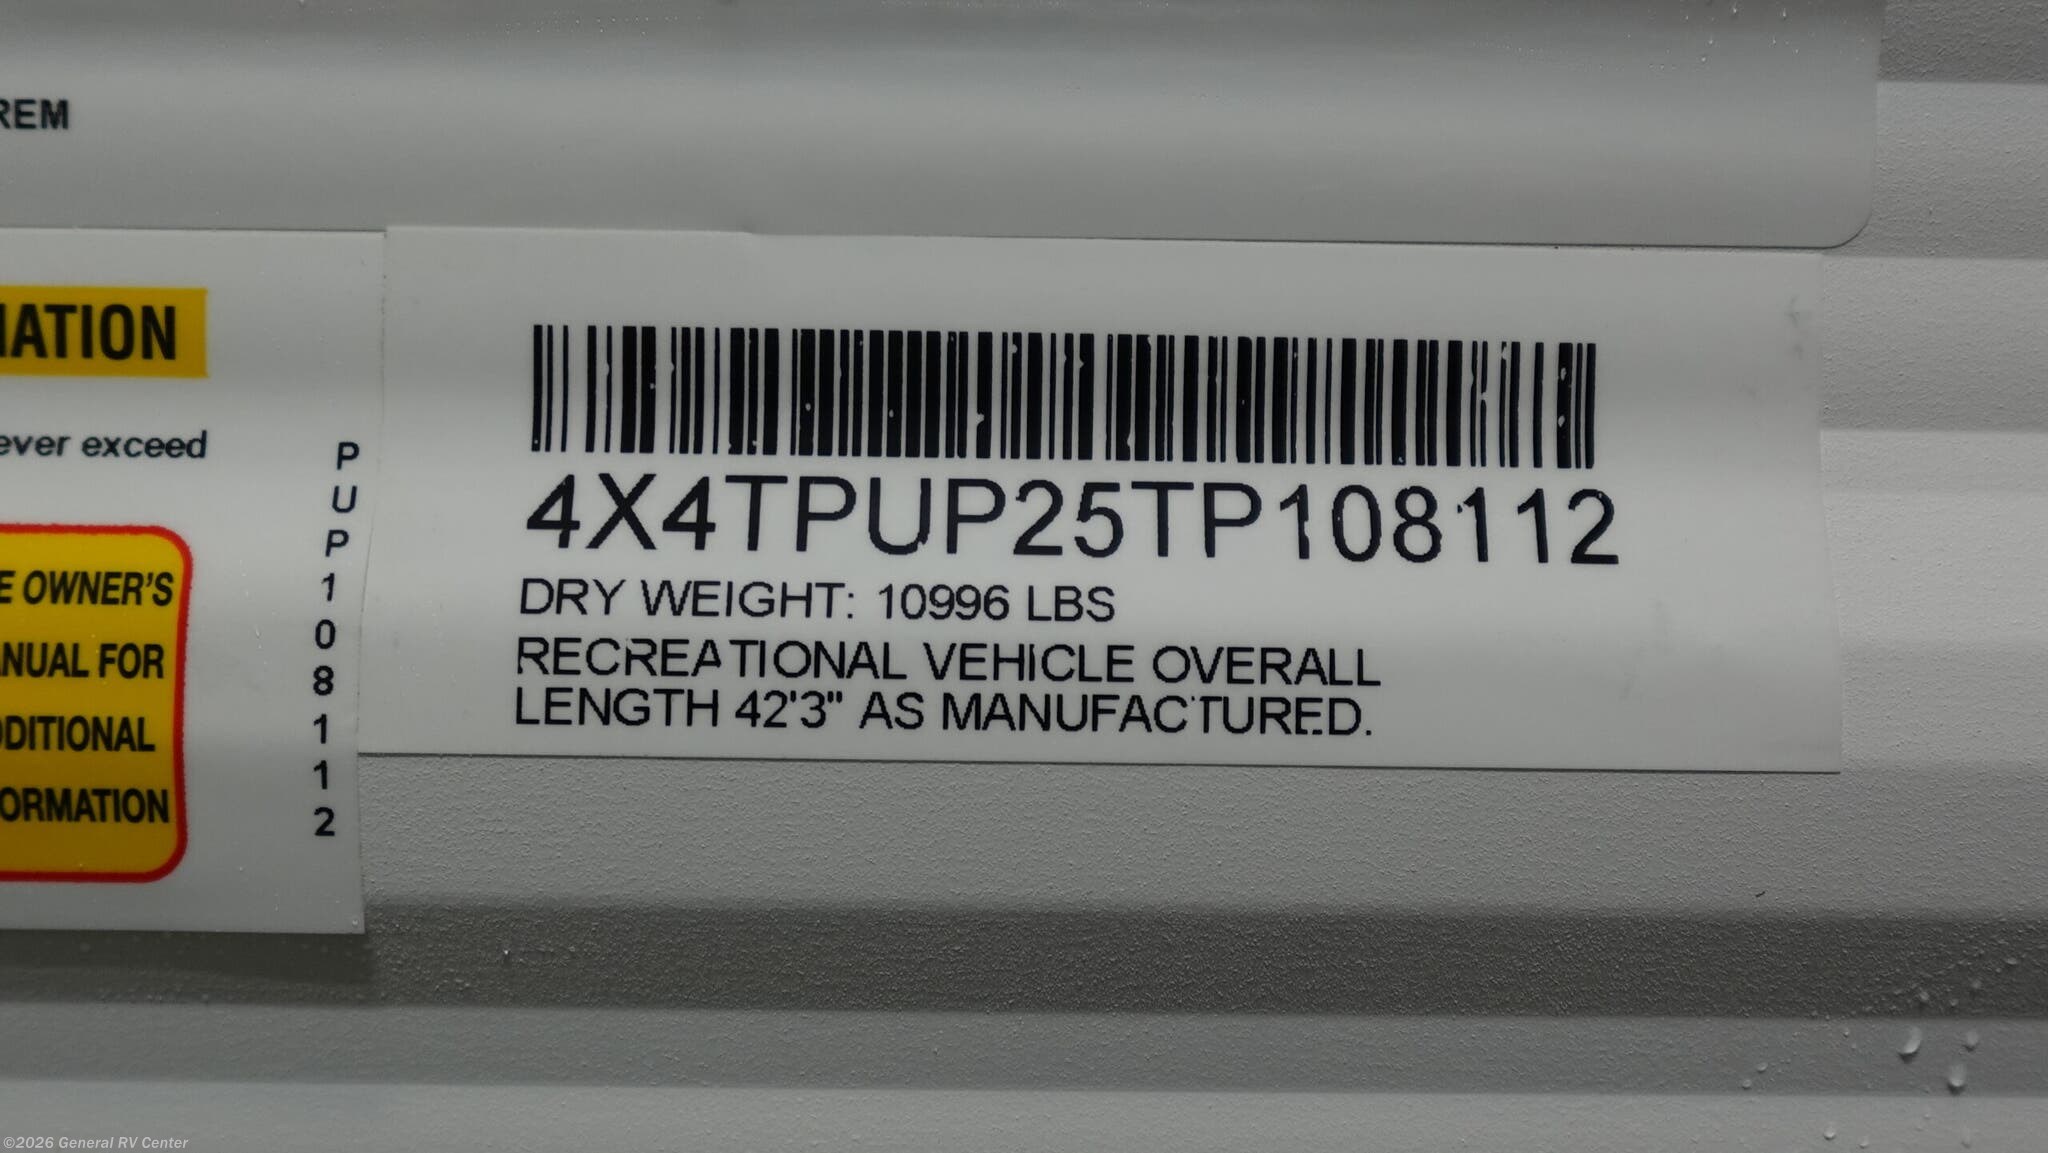 REM
MATION
ever exceed
E OWNER'S
ANUAL FOR
DDITIONAL
FORMATION
P
U
P
1
0
8
1
1
2
4X4TPUP25TP108112
DRY WEIGHT: 10996 LBS
RECREATIONAL VEHICLE OVERALL
LENGTH 42'3" AS MANUFACTURED.
©2026 General RV Center